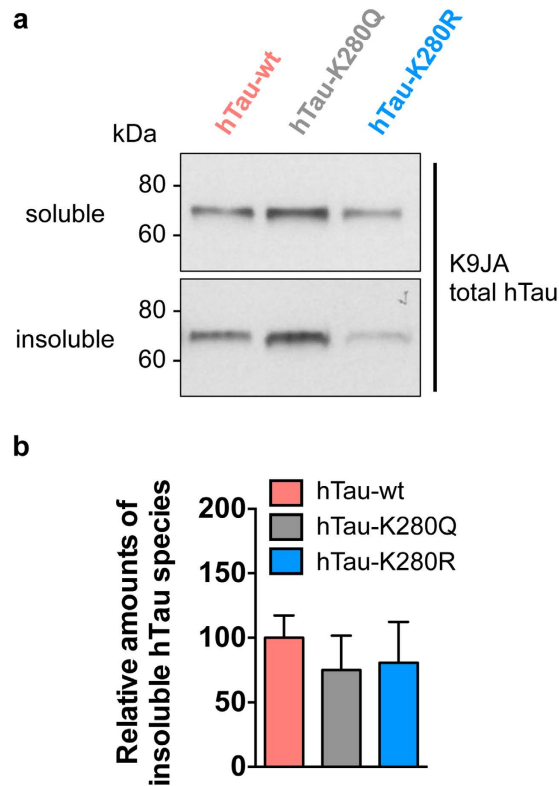 a
hTau-wt
hTau-K280Q
hTau-K280R
kDa
soluble
80
60
insoluble
80
60
K9JA
total hTau
b
Relative amounts of
insoluble hTau species
200
150
100
50
0
hTau-wt
hTau-K280Q
hTau-K280R